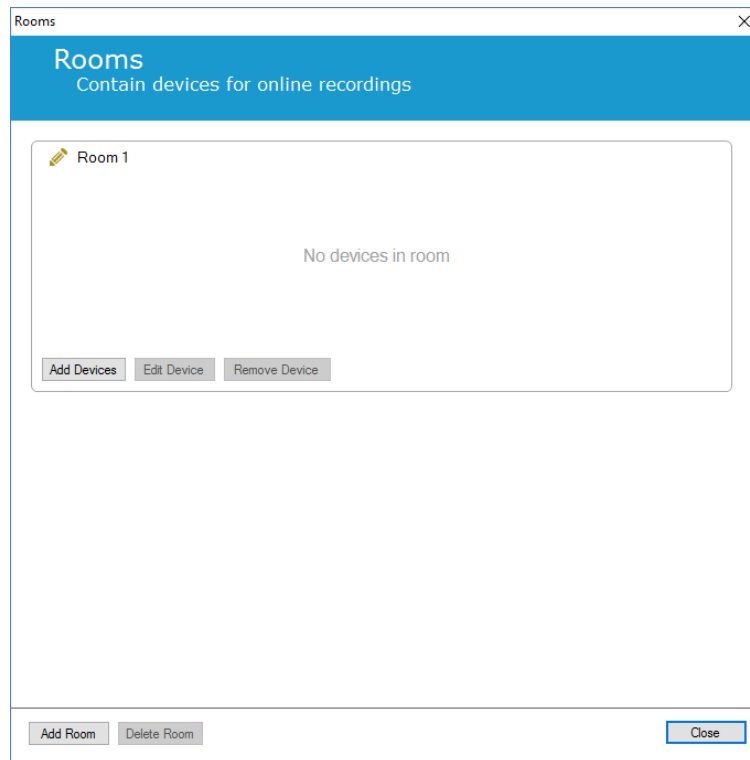 Rooms
Rooms
Contain devices for online recordings
Room 1
No devices in room
Add Devices Edit Device Remove Device
Add Room Delete Room Close